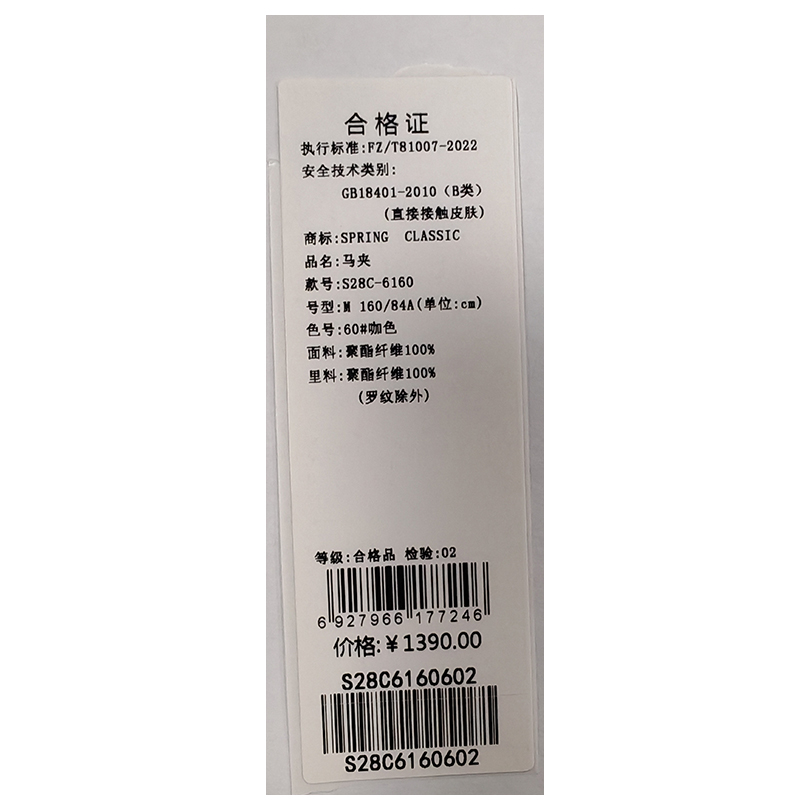 合格证
执行标准:FZ/T81007-2022
安全技术类别:
GB18401-2010（B类）
(直接接触皮肤)
商标:SPRING CLASSIC
品名:马夹
款号:S28C-6160
号型:M 160/84A(单位:cm)
色号:60#咖色
面料:聚酯纤维100%
里料:聚酯纤维100%
(罗纹除外)
等级:合格品 检验:02
6 927966 177246
价格:¥1390.00
S28C6160602
S28C6160602